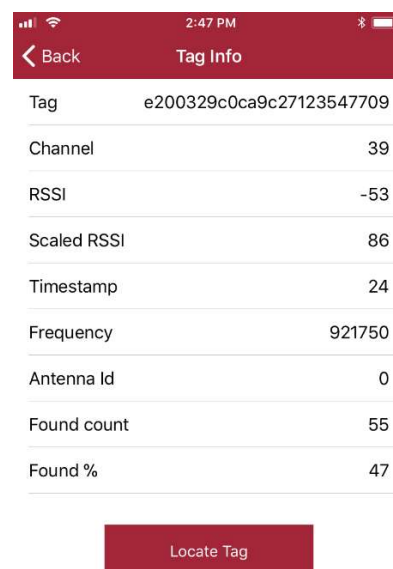 2:47 PM
Back Tag Info
Tag e200329c0ca9c27123547709
Channel 39
RSSI -53
Scaled RSSI 86
Timestamp 24
Frequency 921750
Antenna Id 0
Found count 55
Found % 47
Locate Tag